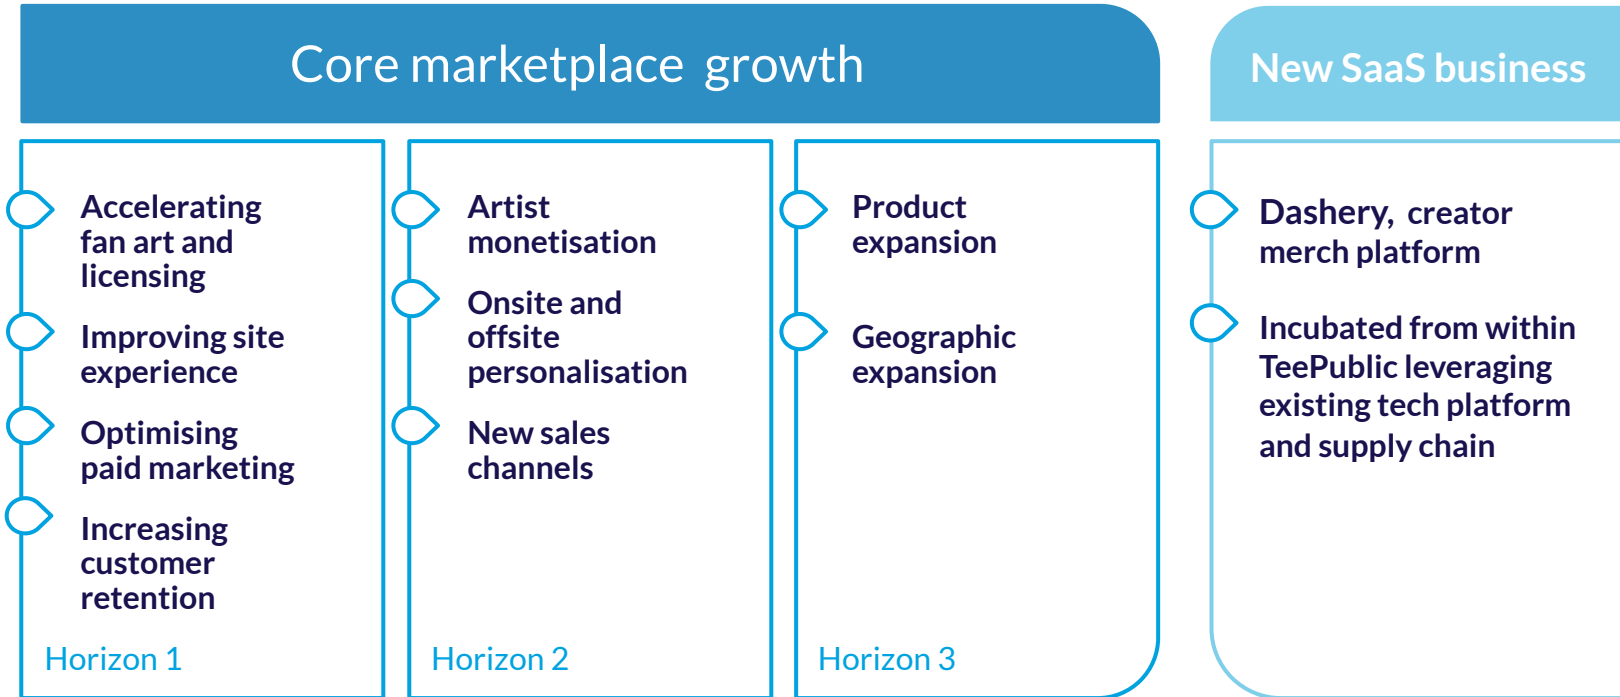 Core marketplace growth
New SaaS business
Accelerating
fan art and
licensing
Improving site
experience
Optimising
paid marketing
Increasing
customer
retention
Horizon 1
Artist
monetisation
Onsite and
offsite
personalisation
New sales
channels
Horizon 2
Product
expansion
Geographic
expansion
Horizon 3
Dashery, creator
merch platform
Incubated from within
TeePublic leveraging
existing tech platform
and supply chain